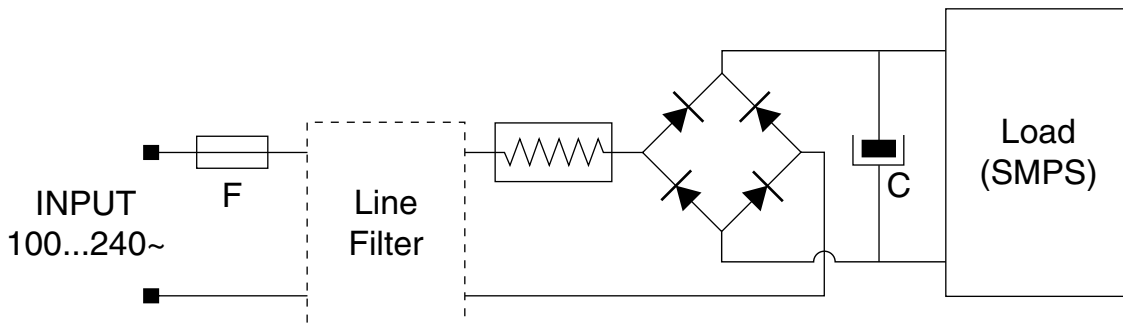 INPUT
100...240~
F
Line
Filter
C
Load
(SMPS)